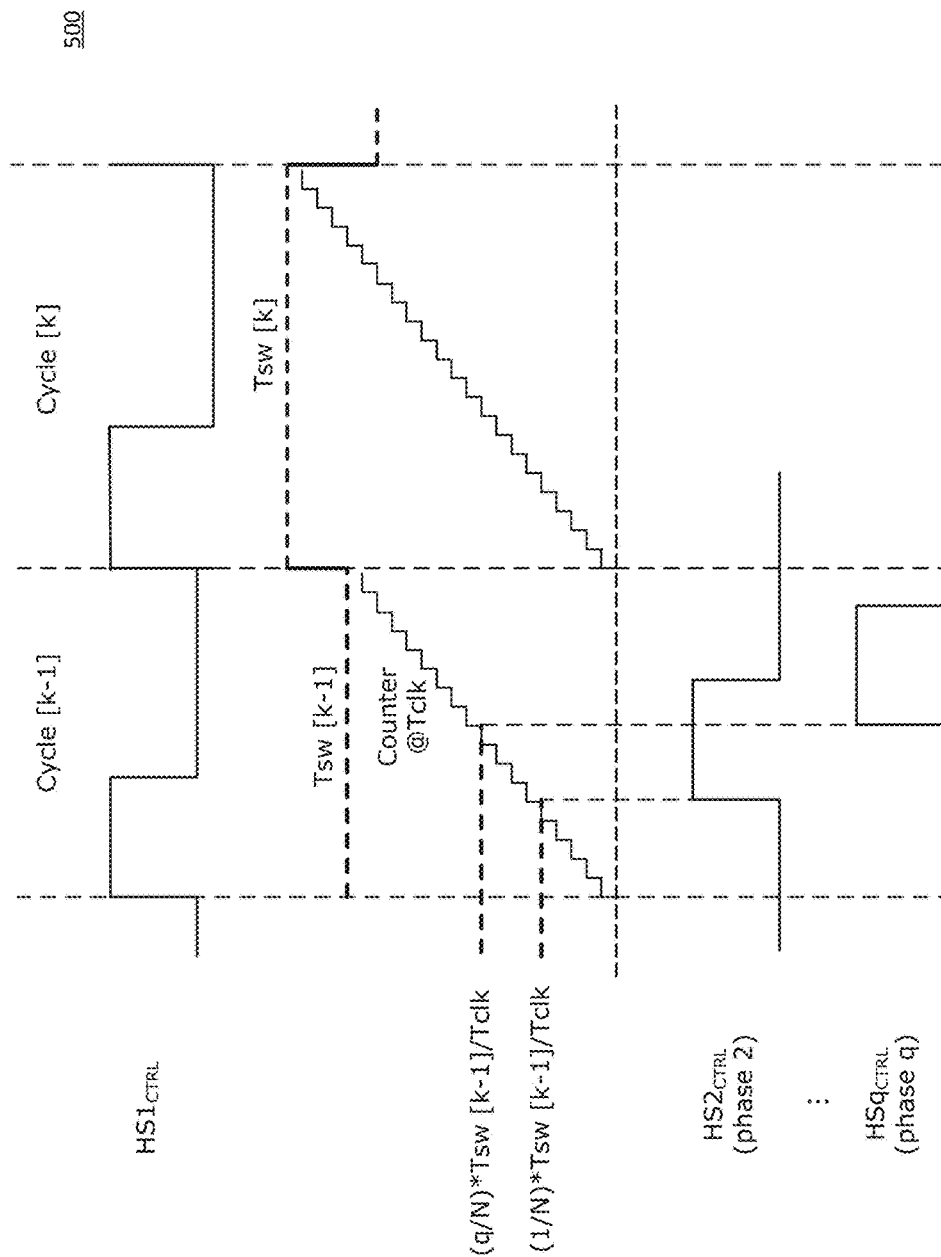 500
Cycle [k-1]
Cycle [k]
HS1CTRL
Tsw [k]
Tsw [k-1]
Counter
@Tclk
(q/N)*Tsw [k-1]/Tclk
(1/N)*Tsw [k-1]/Tclk
HS2CTRL
(phase 2)
⋮
HSqCTRL
(phase q)